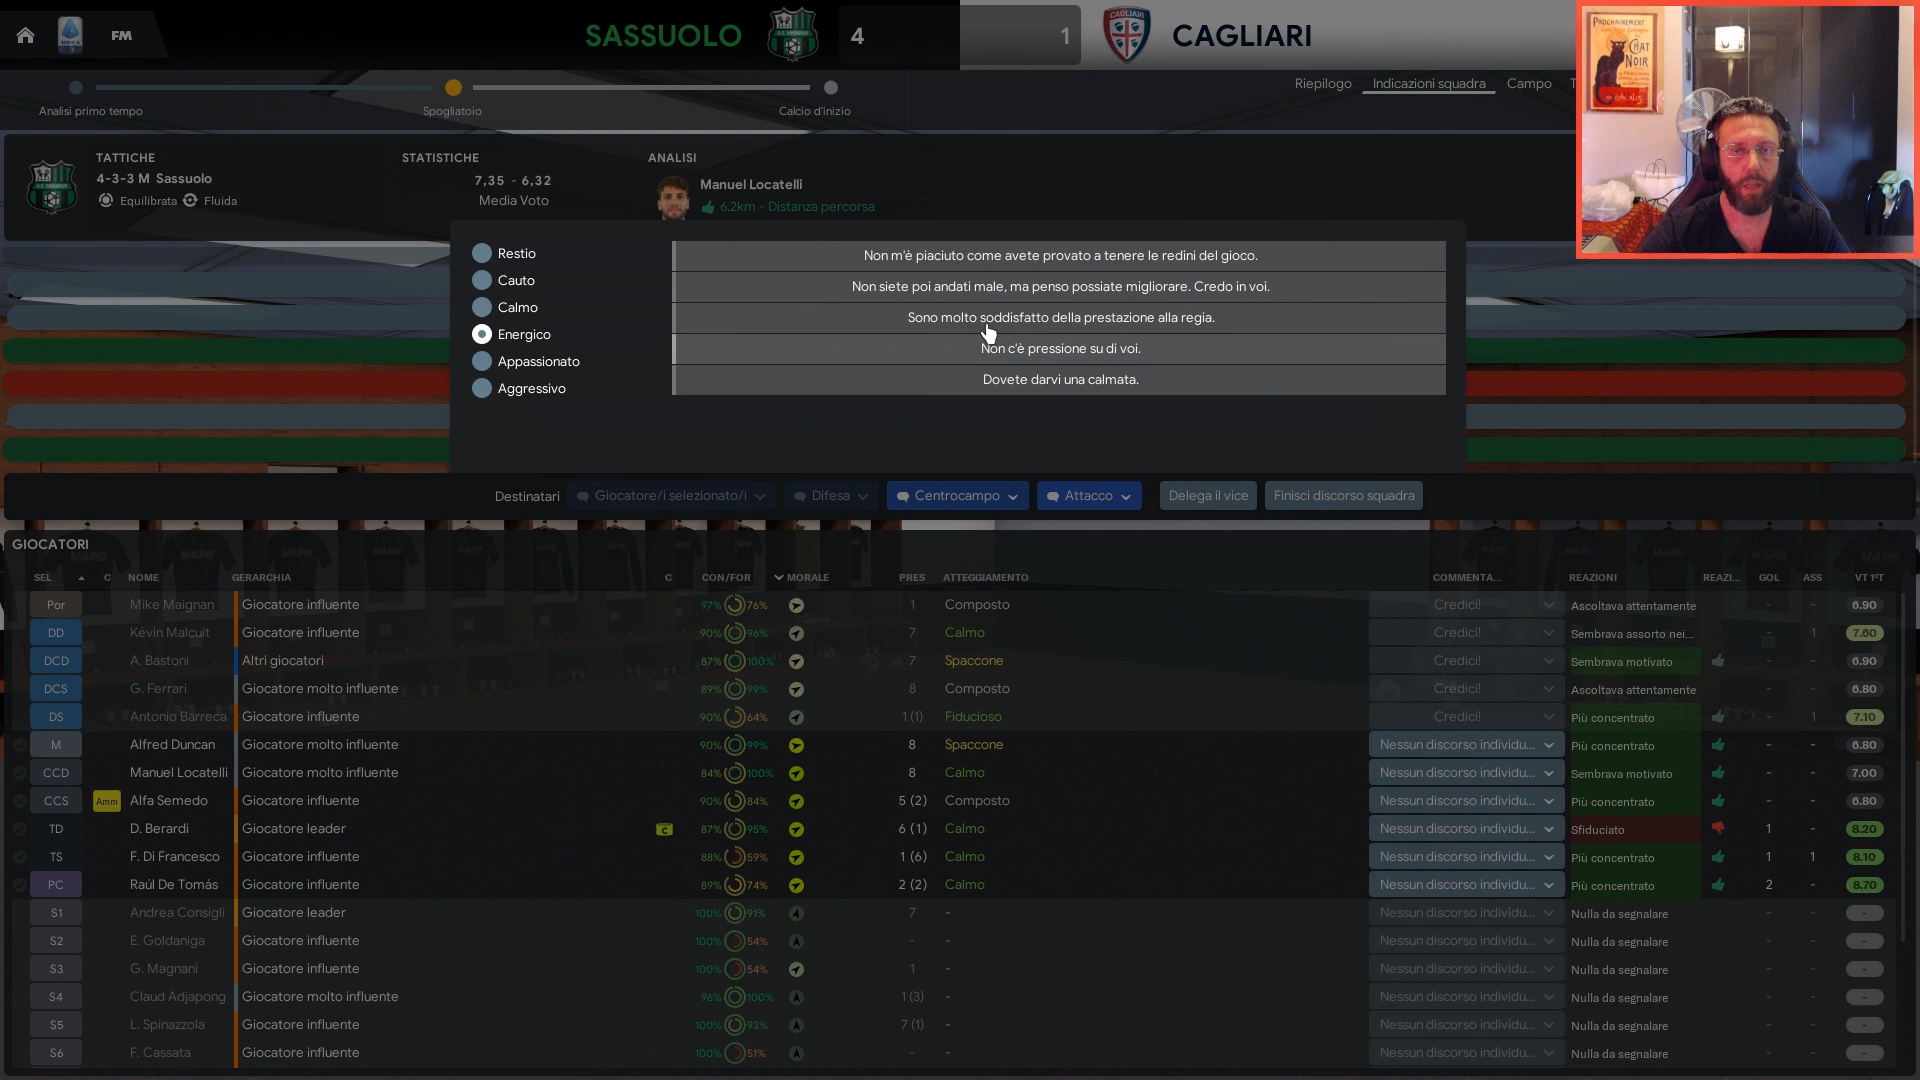 FM
SASSUOLO
4
1
CAGLIARI
PROCHAINEMENT
CHAT
NOIR
Analisi primo tempo
Spogliatoio
Calcio d'inizio
Riepilogo
Indicazioni squadra
Campo
T
TATTICHE
4-3-3 M Sassuolo
Equilibrata
Fluida
STATISTICHE
7,35 - 6,32
Media Voto
ANALISI
Manuel Locatelli
6,2km - Distanza percorsa
Restio
Cauto
Calmo
Energico
Appassionato
Aggressivo
Non m'è piaciuto come avete provato a tenere le redini del gioco.
Non siete poi andati male, ma penso possiate migliorare. Credo in voi.
Sono molto soddisfatto della prestazione alla regia.
Non c'è pressione su di voi.
Dovete darvi una calmata.
Destinatari
Giocatore/i selezionato/i
Difesa
Centrocampo
Attacco
Delega il vice
Finisci discorso squadra
GIOCATORI
SEL C NOME GERARCHIA C CON/FOR MORALE PRES ATTEGGIAMENTO COMMENTA... REAZIONI REAZI... GOL ASS VT 1°T
Por Mike Maignan Giocatore influente 97% 76% 1 Composto Credici! Ascoltava attentamente - - 6.90
DD Kévin Malcuit Giocatore influente 90% 96% 7 Calmo Credici! Sembrava assorto nei... - 1 7.60
DCD A. Bastoni Altri giocatori 87% 100% 7 Spaccone Credici! Sembrava motivato - - 6.90
DCS G. Ferrari Giocatore molto influente 89% 99% 8 Composto Credici! Ascoltava attentamente - - 6.80
DS Antonio Barreca Giocatore influente 90% 64% 1 (1) Fiducioso Credici! Più concentrato - 1 7.10
M Alfred Duncan Giocatore molto influente 90% 99% 8 Spaccone Nessun discorso individu... Più concentrato - - 6.80
CCD Manuel Locatelli Giocatore molto influente 84% 100% 8 Calmo Nessun discorso individu... Sembrava motivato - - 7.00
CCS Amm Alfa Semedo Giocatore influente 90% 84% 5 (2) Composto Nessun discorso individu... Più concentrato - - 6.80
TD D. Berardi Giocatore leader C 87% 95% 6 (1) Calmo Nessun discorso individu... Sfiduciato 1 - 8.20
TS F. Di Francesco Giocatore influente 88% 59% 1 (6) Calmo Nessun discorso individu... Più concentrato 1 1 8.10
PC Raúl De Tomás Giocatore influente 89% 74% 2 (2) Calmo Nessun discorso individu... Più concentrato 2 - 8.70
S1 Andrea Consigli Giocatore leader 100% 91% 7 - Nessun discorso individu... Nulla da segnalare - - -
S2 E. Goldaniga Giocatore influente 100% 54% - - Nessun discorso individu... Nulla da segnalare - - -
S3 G. Magnani Giocatore influente 100% 54% 1 - Nessun discorso individu... Nulla da segnalare - - -
S4 Claud Adjapong Giocatore molto influente 96% 100% 1 (3) - Nessun discorso individu... Nulla da segnalare - - -
S5 L. Spinazzola Giocatore influente 100% 93% 7 (1) - Nessun discorso individu... Nulla da segnalare - - -
S6 F. Cassata Giocatore influente 100% 51% - - Nessun discorso individu... Nulla da segnalare - - -